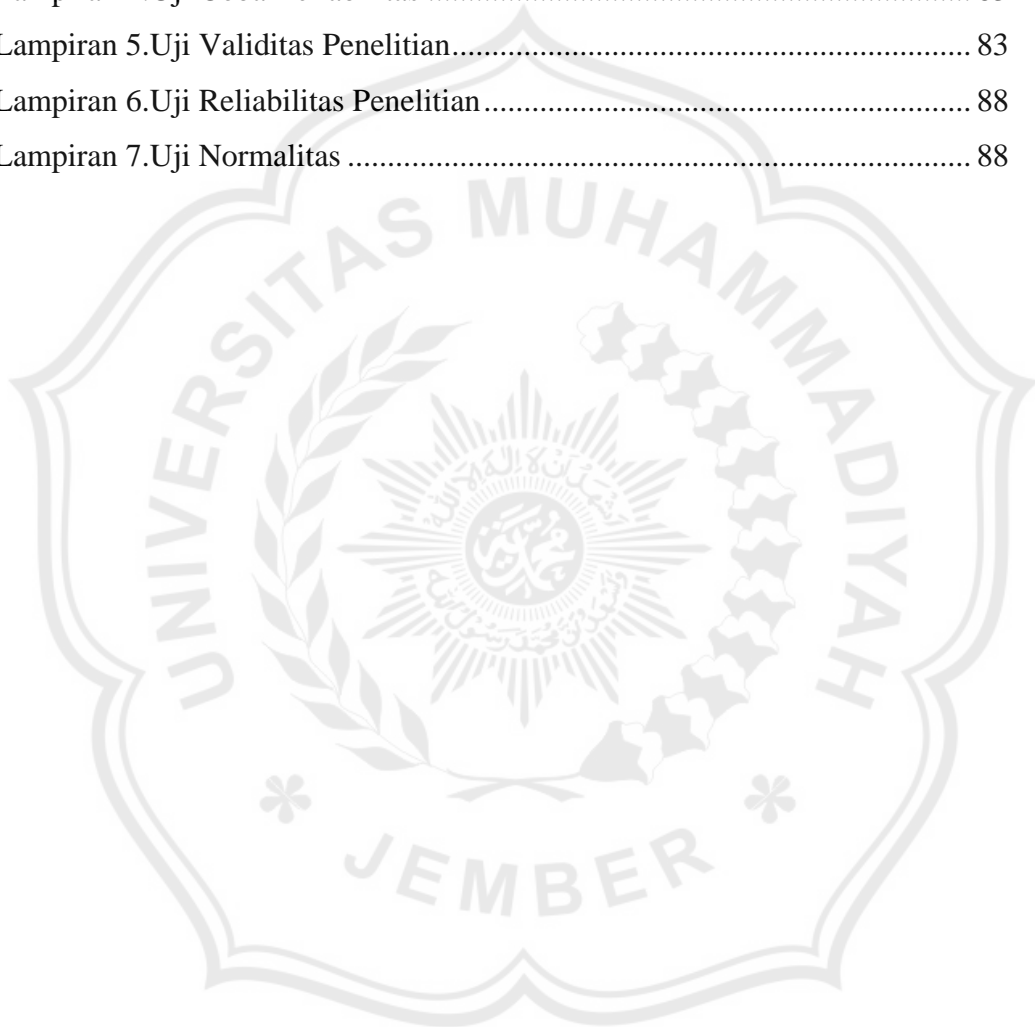 Lampiran 5.Uji Validitas Penelitian....................................................................... 83
Lampiran 6.Uji Reliabilitas Penelitian................................................................... 88
Lampiran 7.Uji Normalitas .................................................................................. 88
UNIVERSITAS MUHAMMADIYAH
JEMBER